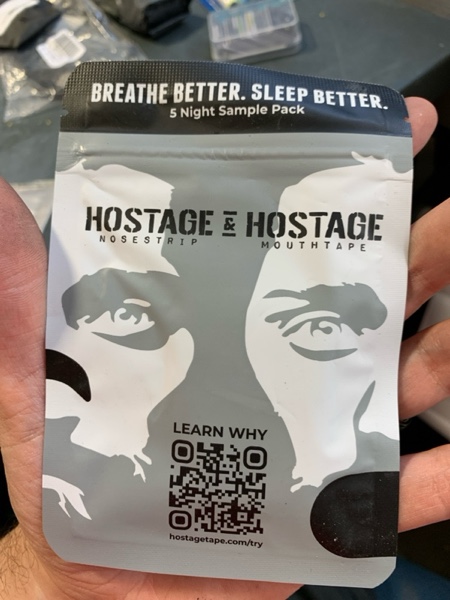 BREATHE BETTER. SLEEP BETTER.
5 Night Sample Pack
HOSTAGE & HOSTAGE
NOSESTRIP MOUTHTAPE
LEARN WHY
hostagetape.com/try